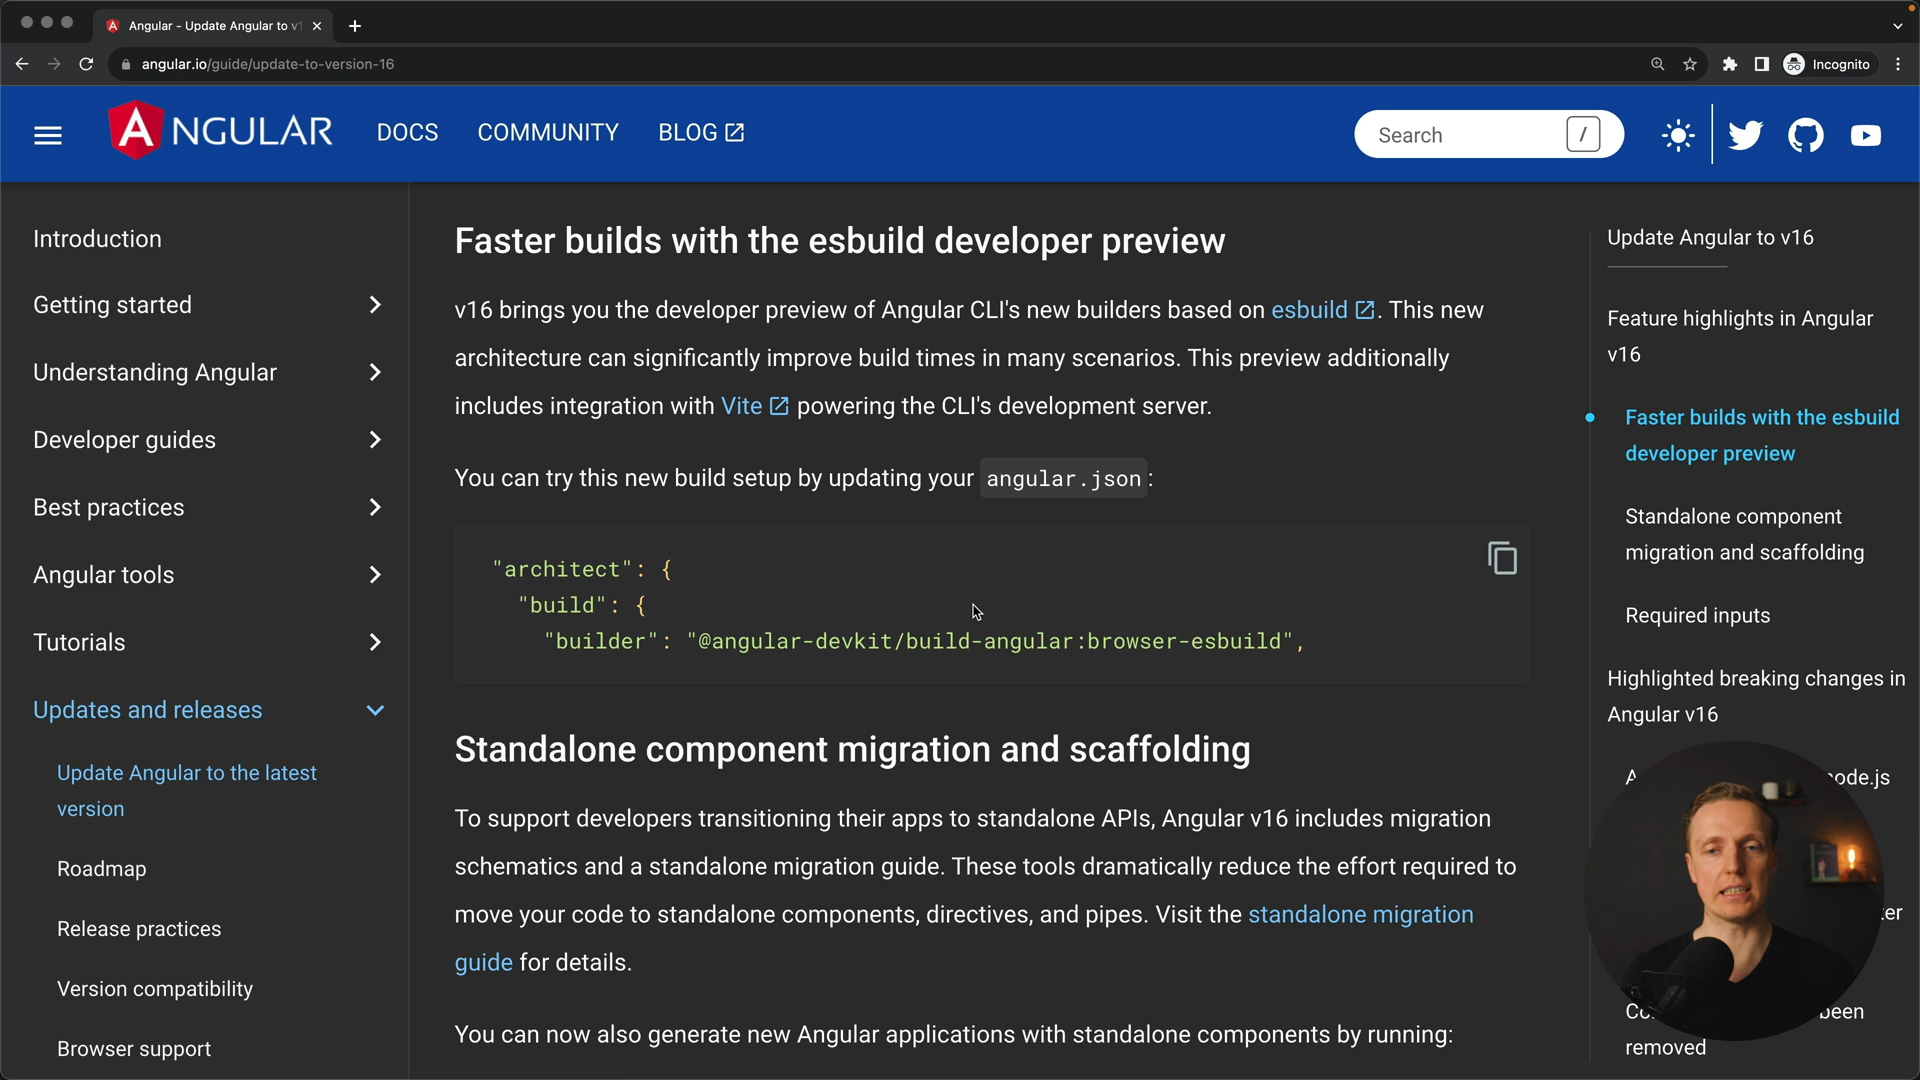 Angular - Update Angular to v1
angular.io/guide/update-to-version-16
Incognito
ANGULAR
DOCS
COMMUNITY
BLOG
Search
/
Introduction
Getting started
Understanding Angular
Developer guides
Best practices
Angular tools
Tutorials
Updates and releases
Update Angular to the latest
version
Roadmap
Release practices
Version compatibility
Browser support
Faster builds with the esbuild developer preview
v16 brings you the developer preview of Angular CLI's new builders based on esbuild. This new
architecture can significantly improve build times in many scenarios. This preview additionally
includes integration with Vite powering the CLI's development server.
You can try this new build setup by updating your angular.json:
"architect": {
"build": {
"builder": "@angular-devkit/build-angular:browser-esbuild",
Standalone component migration and scaffolding
To support developers transitioning their apps to standalone APIs, Angular v16 includes migration
schematics and a standalone migration guide. These tools dramatically reduce the effort required to
move your code to standalone components, directives, and pipes. Visit the standalone migration
guide for details.
You can now also generate new Angular applications with standalone components by running:
Update Angular to v16
Feature highlights in Angular
v16
Faster builds with the esbuild
developer preview
Standalone component
migration and scaffolding
Required inputs
Highlighted breaking changes in
Angular v16
ode.js
been
removed